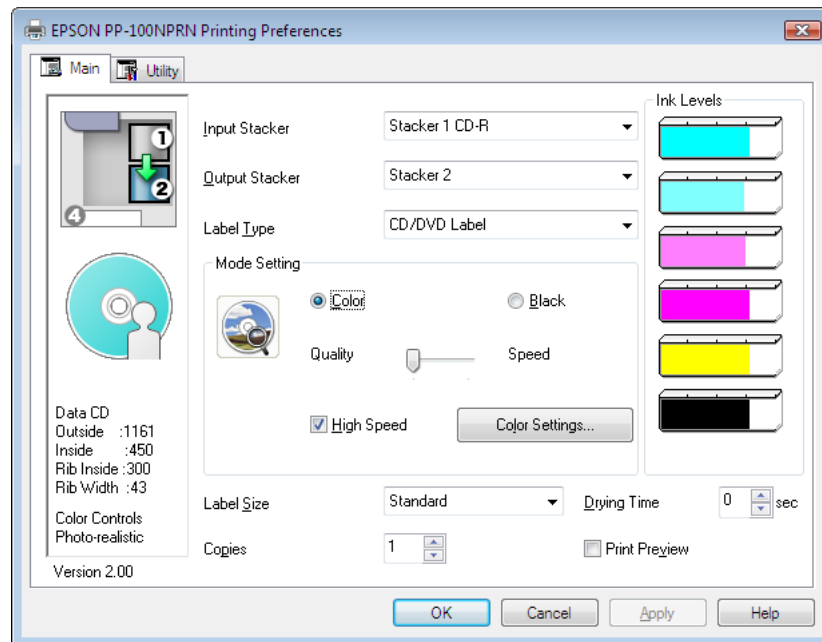 EPSON PP-100NPRN Printing Preferences
Main
Utility
1
2
4
Data CD
Outside :1161
Inside :450
Rib Inside :300
Rib Width :43
Color Controls
Photo-realistic
Version 2.00
Input Stacker
Stacker 1 CD-R
Output Stacker
Stacker 2
Label Type
CD/DVD Label
Mode Setting
Color
Black
Quality
Speed
High Speed
Color Settings...
Label Size
Standard
Drying Time
0
sec
Copies
1
Print Preview
Ink Levels
OK
Cancel
Apply
Help